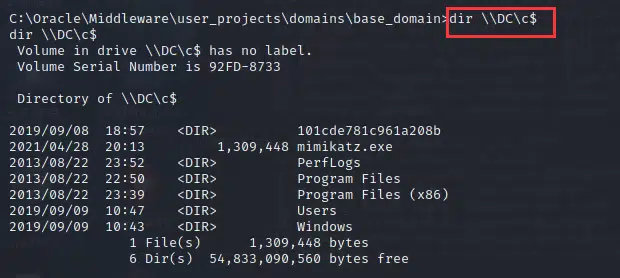 C:\Oracle\Middleware\user_projects\domains\base_domain>dir \\DC\c$
dir \\DC\c$
 Volume in drive \\DC\c$ has no label.
 Volume Serial Number is 92FD-8733

 Directory of \\DC\c$

2019/09/08  18:57    <DIR>          101cde781c961a208b
2021/04/28  20:13         1,309,448 mimikatz.exe
2013/08/22  23:52    <DIR>          PerfLogs
2013/08/22  22:50    <DIR>          Program Files
2013/08/22  23:39    <DIR>          Program Files (x86)
2019/09/09  10:47    <DIR>          Users
2019/09/09  10:43    <DIR>          Windows
               1 File(s)      1,309,448 bytes
               6 Dir(s)  54,833,090,560 bytes free